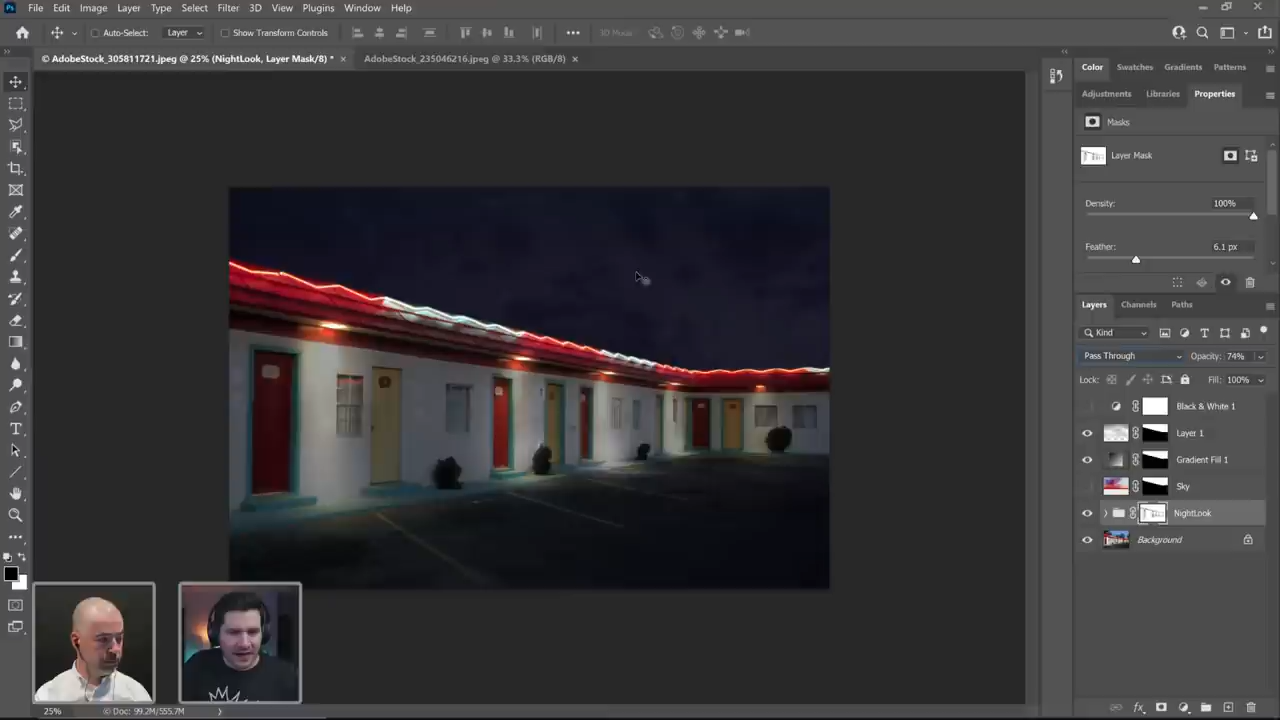 Ps File Edit Image Layer Type Select Filter 3D View Plugins Window Help
Auto-Select: Layer Show Transform Controls 3D Mode:
© AdobeStock_305811721.jpeg @ 25% (NightLook, Layer Mask/8) * × AdobeStock_235046216.jpeg @ 33.3% (RGB/8) ×
Color Swatches Gradients Patterns
Adjustments Libraries Properties
Masks
Layer Mask
Density: 100%
Feather: 6.1 px
Layers Channels Paths
Kind
Pass Through Opacity: 74%
Lock: Fill: 100%
Black & White 1
Layer 1
Gradient Fill 1
Sky
NightLook
Background
25% © Doc: 99.2M/555.7M